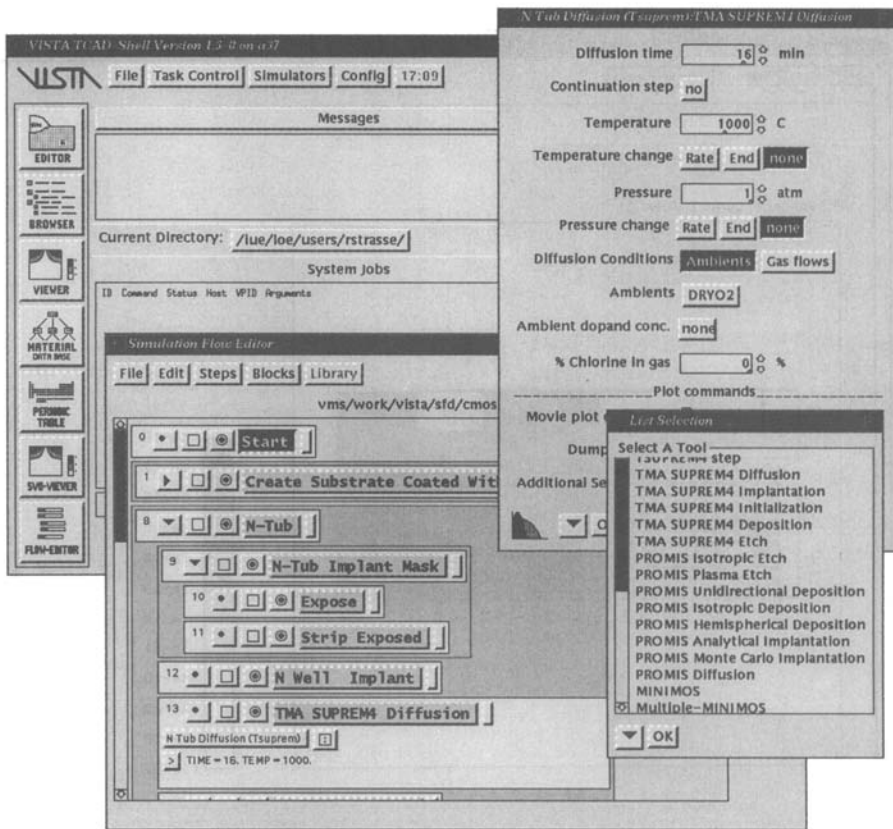 VISTA TCAD Shell Version 1.3-8 on a37
VISTA File Task Control Simulators Config 17:09
EDITOR
BROWSER
VIEWER
MATERIAL
DATA BASE
PERIODIC
TABLE
SVG-VIEWER
FLOW-EDITOR
Messages
Current Directory: /iue/ioe/users/rstrasse/
System Jobs
ID Command Status Host VPID Arguments
Simulation Flow Editor
File Edit Steps Blocks Library
vms/work/vista/sfd/cmos
0 Start
1 Create Substrate Coated Wit
8 N-Tub
9 N-Tub Implant Mask
10 Expose
11 Strip Exposed
12 N Well Implant
13 TMA SUPREM4 Diffusion
N Tub Diffusion (Tsuprem)
> TIME = 16. TEMP = 1000.
N Tub Diffusion (Tsuprem):TMA SUPREM4 Diffusion
Diffusion time 16 min
Continuation step no
Temperature 1000 C
Temperature change Rate End none
Pressure 1 atm
Pressure change Rate End none
Diffusion Conditions Ambients Gas flows
Ambients DRYO2
Ambient dopand conc. none
% Chlorine in gas 0 %
Plot commands
Movie plot
Dump
Additional Se
List Selection
Select A Tool
TSUPREM4 step
TMA SUPREM4 Diffusion
TMA SUPREM4 Implantation
TMA SUPREM4 Initialization
TMA SUPREM4 Deposition
TMA SUPREM4 Etch
PROMIS Isotropic Etch
PROMIS Plasma Etch
PROMIS Unidirectional Deposition
PROMIS Isotropic Deposition
PROMIS Hemispherical Deposition
PROMIS Analytical Implantation
PROMIS Monte Carlo Implantation
PROMIS Diffusion
MINIMOS
Multiple-MINIMOS
OK